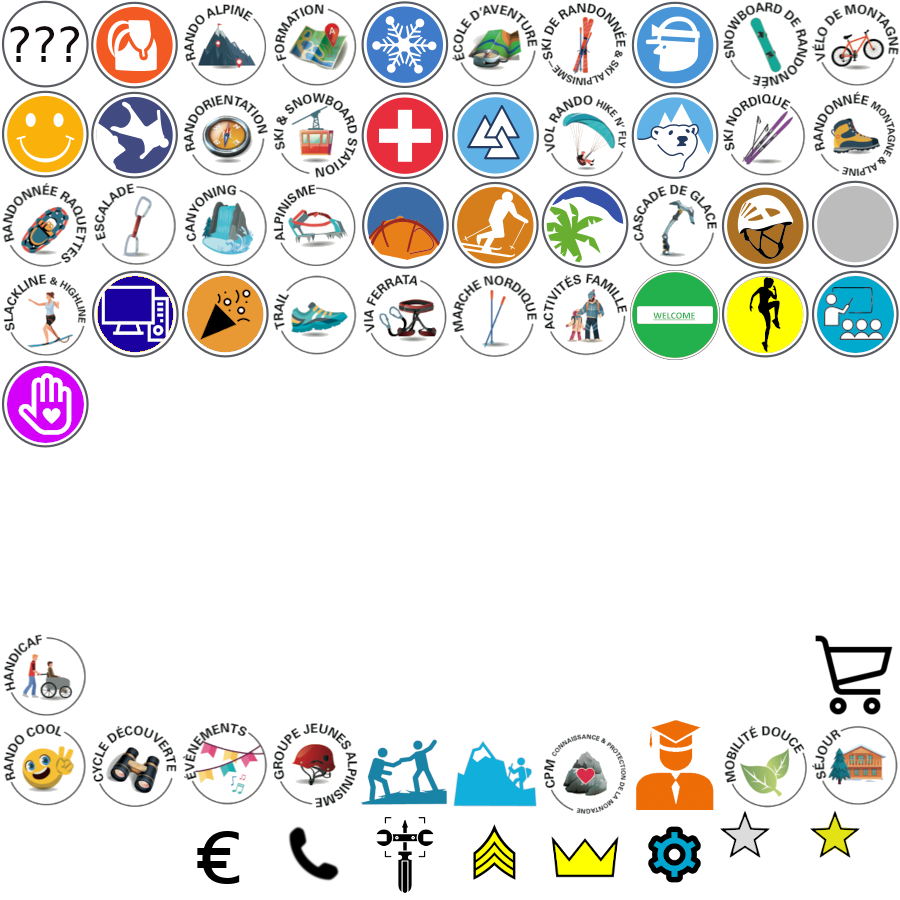 ???
RANDO ALPINE
FORMATION
A
ÉCOLE D'AVENTURE
SKI DE RANDONNÉE & SKI ALPINISME
SNOWBOARD DE RANDONNÉE
VÉLO DE MONTAGNE
RANDORIENTATION
SKI & SNOWBOARD STATION
VOL RANDO HIKE N' FLY
SKI NORDIQUE
RANDONNÉE MONTAGNE & ALPINE
RANDONNÉE RAQUETTES
ESCALADE
CANYONING
ALPINISME
CASCADE DE GLACE
SLACKLINE & HIGHLINE
TRAIL
VIA FERRATA
MARCHE NORDIQUE
ACTIVITÉS FAMILLE
WELCOME
HANDICAF
RANDO COOL
CYCLE DÉCOUVERTE
ÉVÈNEMENTS
GROUPE JEUNES ALPINISME
CPM CONNAISSANCE & PROTECTION DE LA MONTAGNE
MOBILITÉ DOUCE
SÉJOUR
€